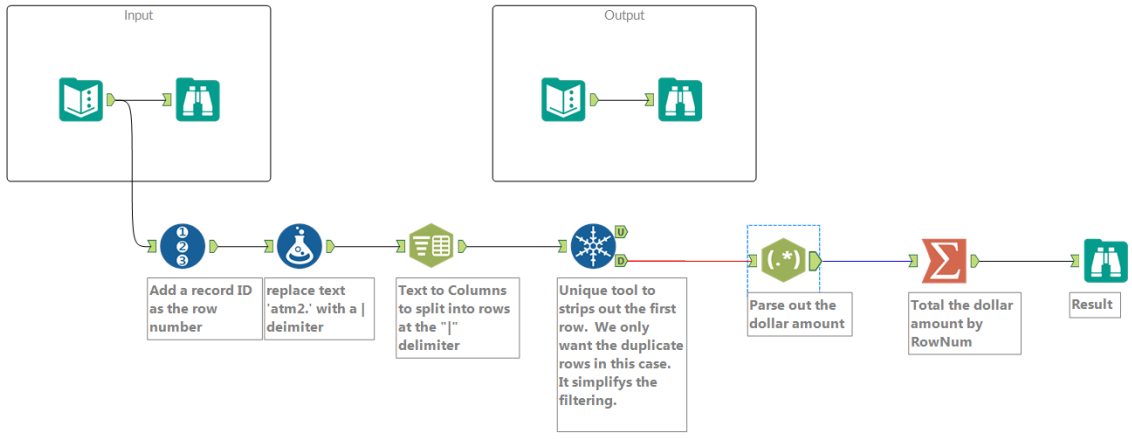 Input
Output
1
2
3
U
D
(.*)
Σ
Add a record ID
as the row
number
replace text
'atm2.' with a |
deimiter
Text to Columns
to split into rows
at the "|"
delimiter
Unique tool to
strips out the first
row. We only
want the duplicate
rows in this case.
It simplifys the
filtering.
Parse out the
dollar amount
Total the dollar
amount by
RowNum
Result